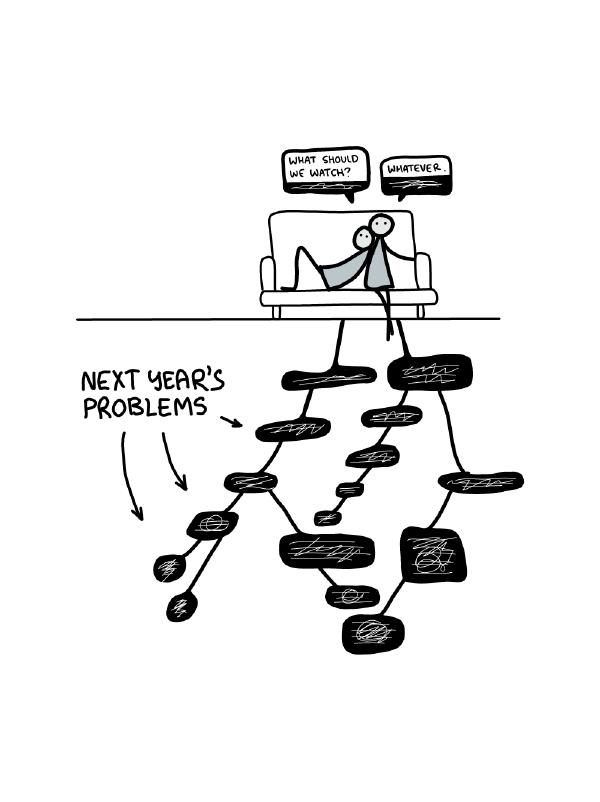 WHAT SHOULD
WE WATCH?
WHATEVER.
NEXT YEAR'S
PROBLEMS